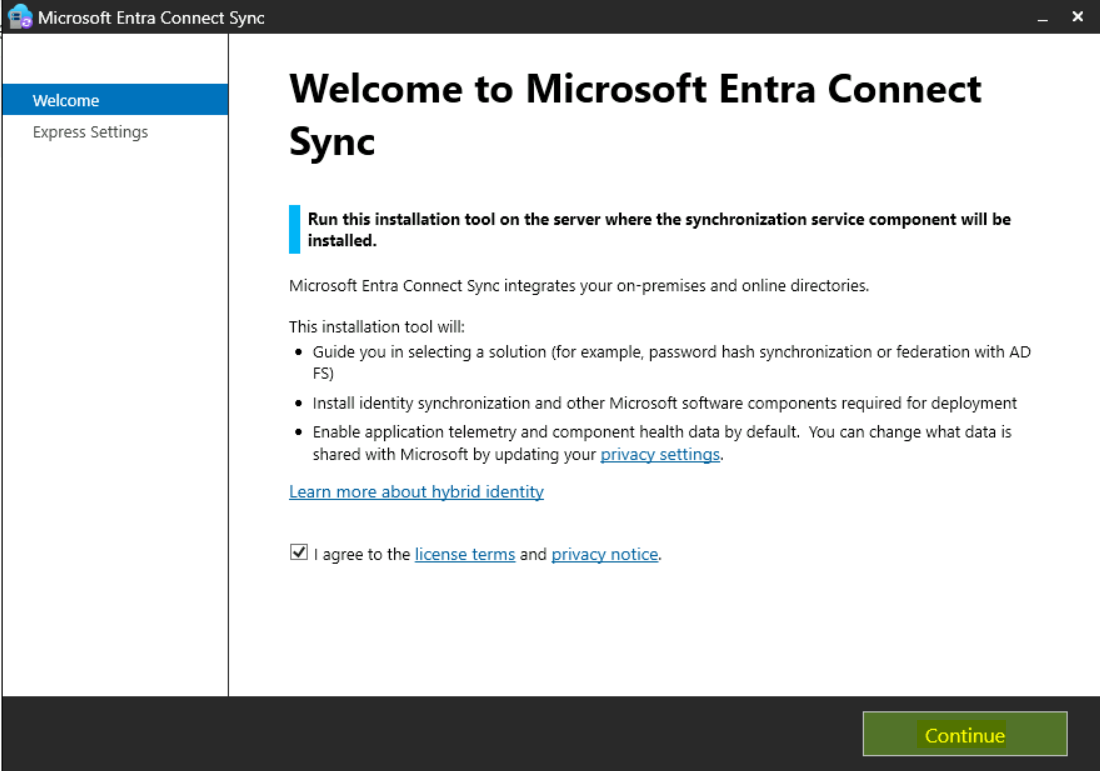 Microsoft Entra Connect Sync
Welcome
Express Settings
Welcome to Microsoft Entra Connect
Sync
Run this installation tool on the server where the synchronization service component will be
installed.
Microsoft Entra Connect Sync integrates your on-premises and online directories.
This installation tool will:
• Guide you in selecting a solution (for example, password hash synchronization or federation with AD
FS)
• Install identity synchronization and other Microsoft software components required for deployment
• Enable application telemetry and component health data by default.  You can change what data is
shared with Microsoft by updating your privacy settings.
Learn more about hybrid identity
I agree to the license terms and privacy notice.
Continue